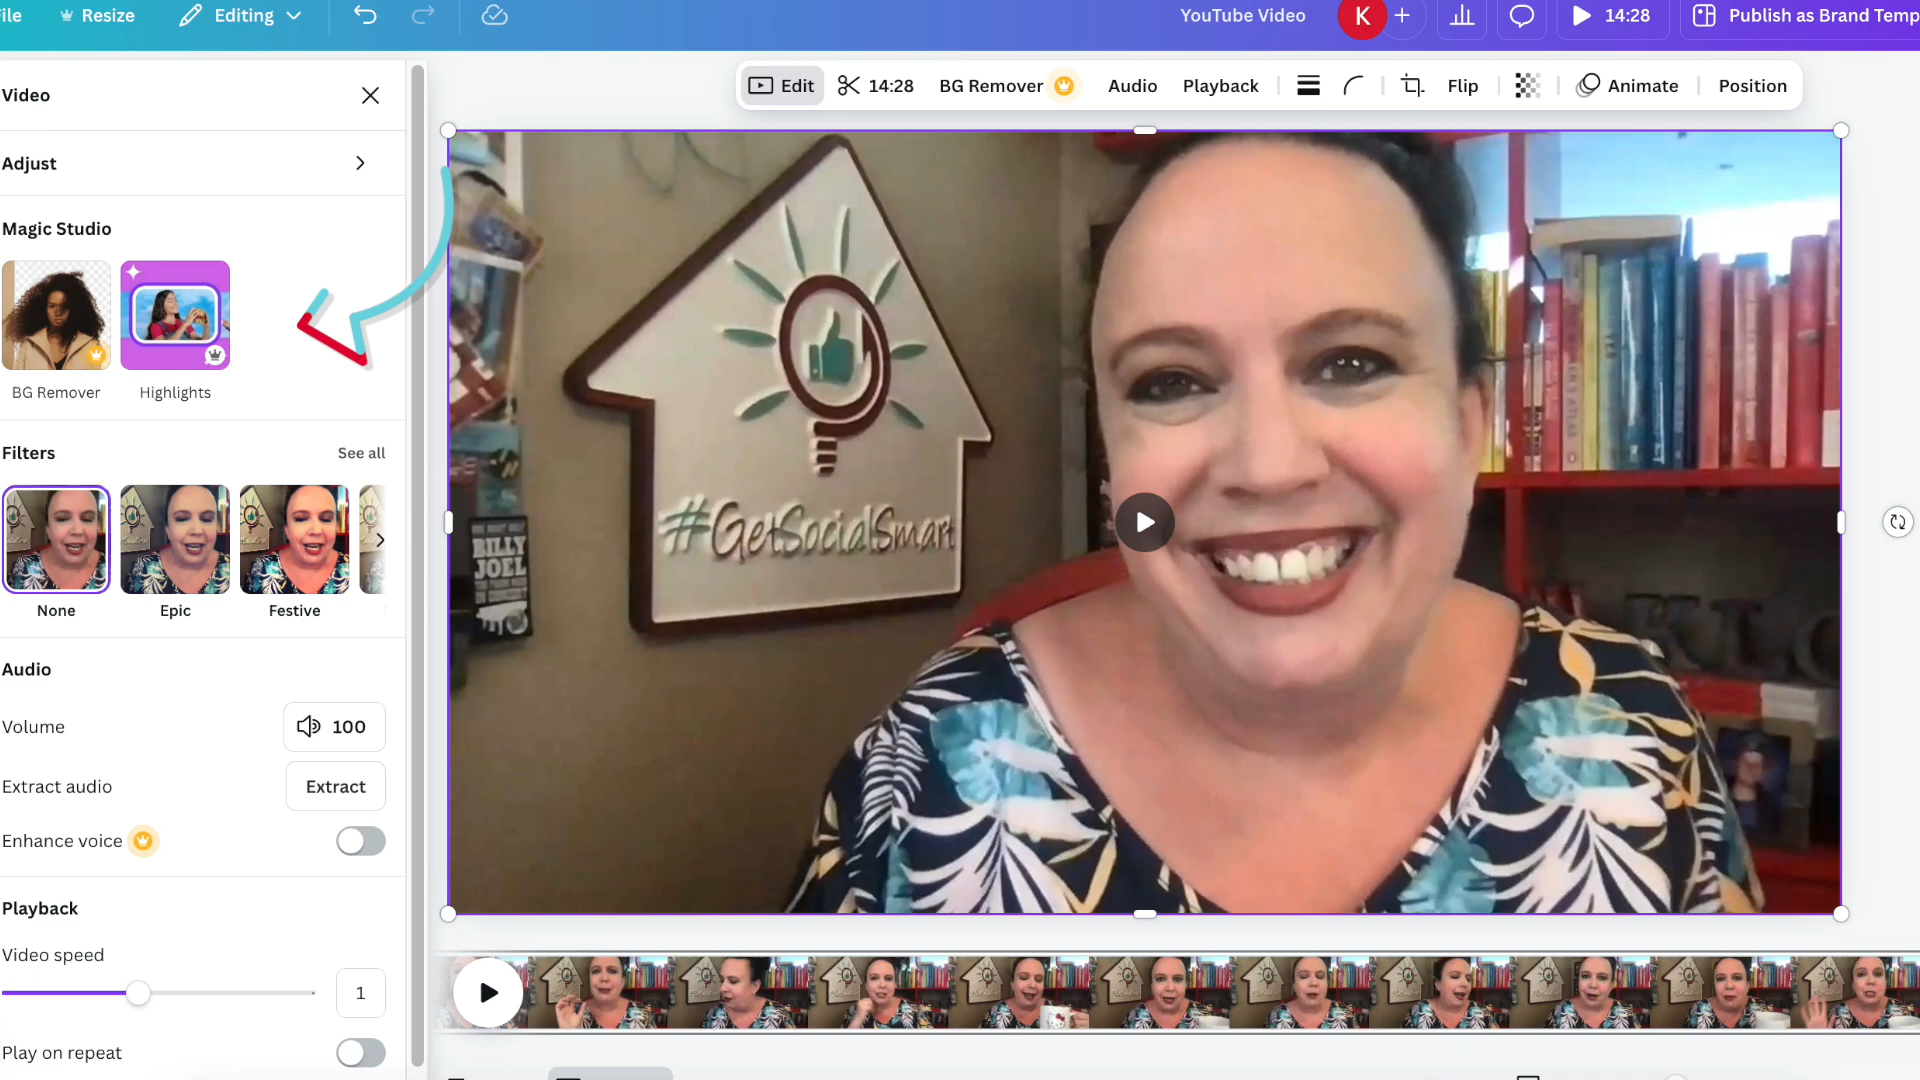 ile
Resize
Editing
YouTube Video
K
14:28
Publish as Brand Temp
Video
Edit
14:28
BG Remover
Audio
Playback
Flip
Animate
Position
Adjust
Magic Studio
BG Remover
Highlights
Filters
See all
None
Epic
Festive
#GetSocialSmart
BILLY
JOEL
Audio
Volume
100
Extract audio
Extract
Enhance voice
Playback
Video speed
1
Play on repeat